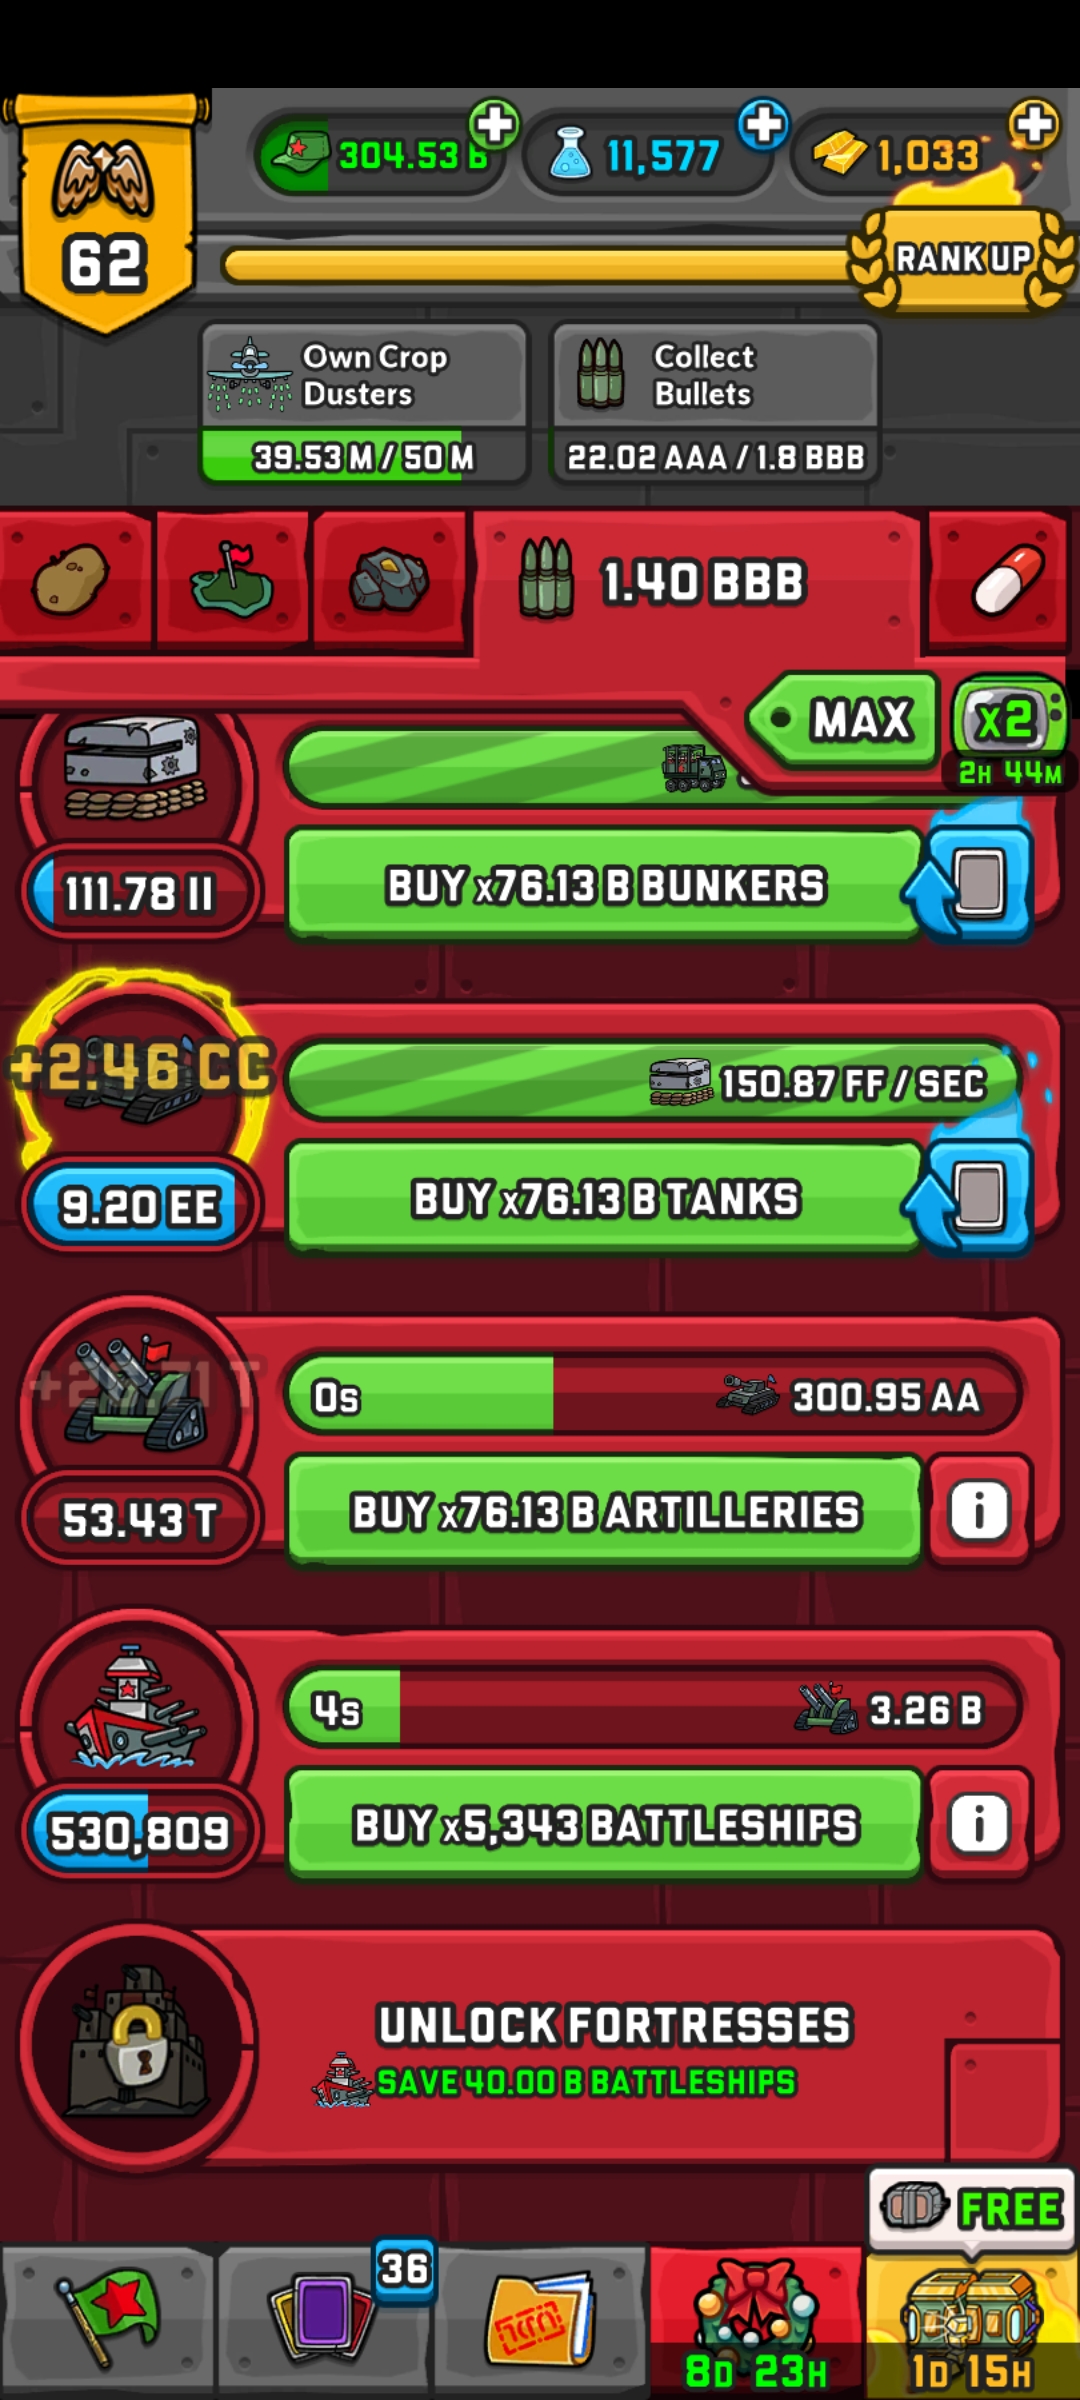 304.53 B
11,577
1,033
62
RANK UP
Own Crop
Dusters
39.53 M / 50 M
Collect
Bullets
22.02 AAA / 1.8 BBB
1.40 BBB
MAX
x2
2H 44M
111.78 II
BUY x76.13 B BUNKERS
+2.46 CC
150.87 FF / SEC
9.20 EE
BUY x76.13 B TANKS
0s
300.95 AA
53.43 T
BUY x76.13 B ARTILLERIES
i
4s
3.26 B
530,809
BUY x5,343 BATTLESHIPS
i
UNLOCK FORTRESSES
SAVE 40.00 B BATTLESHIPS
FREE
36
8D 23H
1D 15H